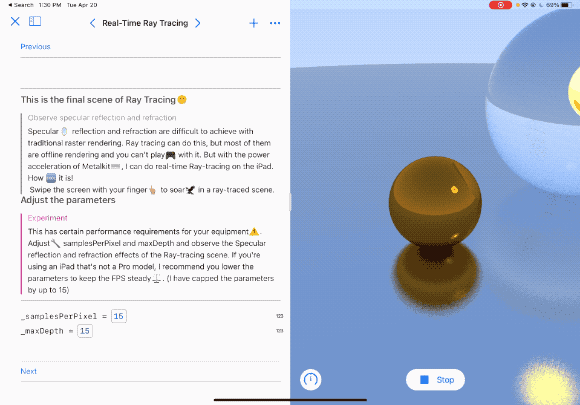 Search 1:30 PM Tue Apr 20
69%
Real-Time Ray Tracing
Previous
This is the final scene of Ray Tracing🤔
Observe specular reflection and refraction
Specular🪞 reflection and refraction are difficult to achieve with
traditional raster rendering. Ray tracing can do this, but most of them
are offline rendering and you can't play🎮 with it. But with the power
acceleration of Metalkit, I can do real-time Ray-tracing on the iPad.
How it is!
Swipe the screen with your finger👆 to soar🦅 in a ray-traced scene.
Adjust the parameters
Experiment
This has certain performance requirements for your equipment⚠️.
Adjust🔧 samplesPerPixel and maxDepth and observe the Specular
reflection and refraction effects of the Ray-tracing scene. If you're
using an iPad that's not a Pro model, I recommend you lower the
parameters to keep the FPS steady. (I have capped the parameters
by up to 15)
_samplesPerPixel = 15
123
_maxDepth = 15
123
Next
Stop